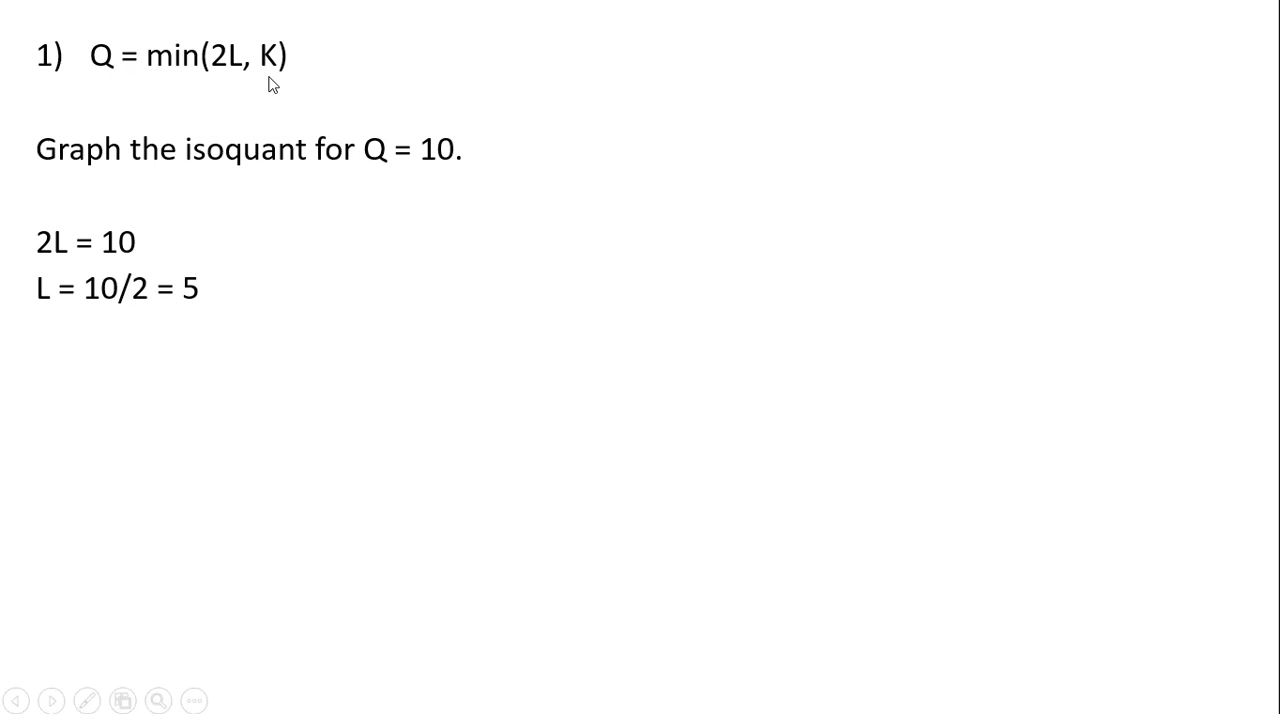 1) Q = min(2L, K)
Graph the isoquant for Q = 10.
2L = 10
L = 10/2 = 5